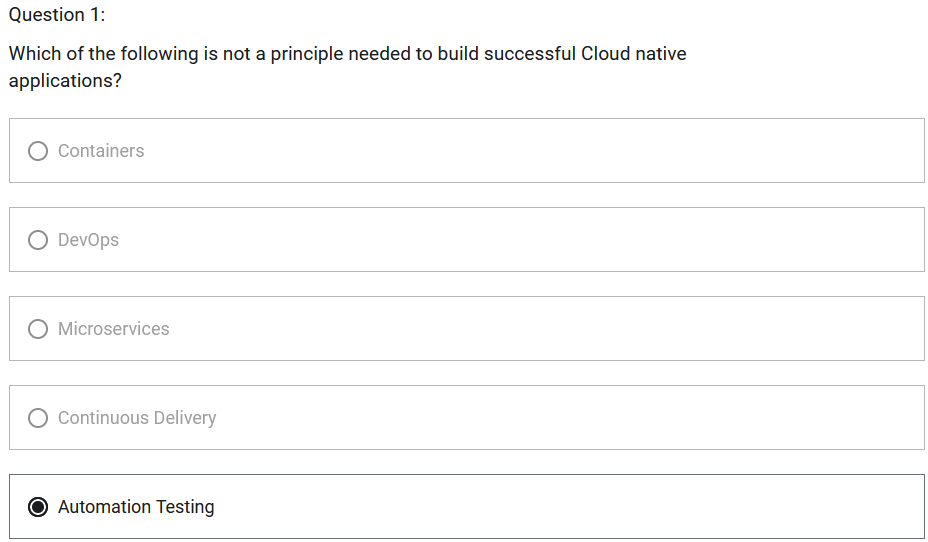 Question 1:
Which of the following is not a principle needed to build successful Cloud native
applications?
Containers
DevOps
Microservices
Continuous Delivery
Automation Testing